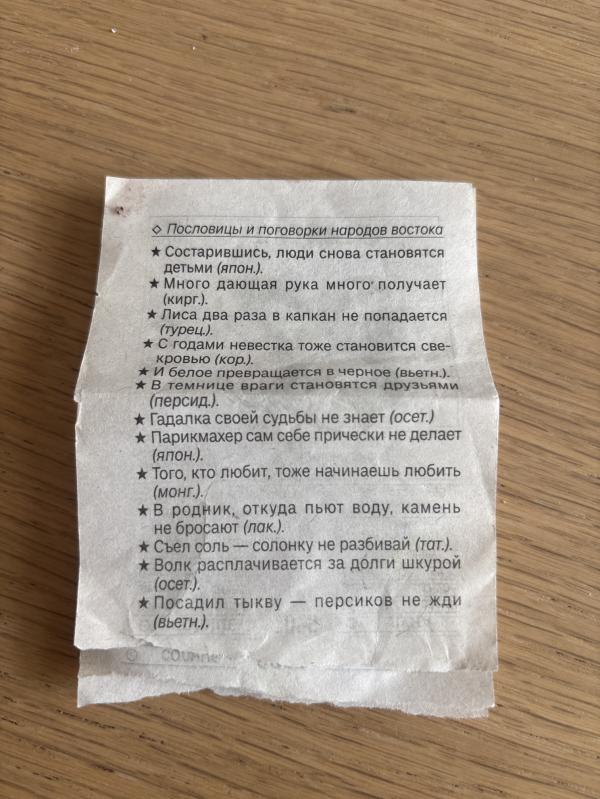 ◇ Пословицы и поговорки народов востока
★ Состарившись, люди снова становятся
детьми (япон.).
★ Много дающая рука много получает
(кирг.).
★ Лиса два раза в капкан не попадается
(турец.).
★ С годами невестка тоже становится све-
кровью (кор.).
★ И белое превращается в черное (вьетн.).
★ В темнице враги становятся друзьями
(персид.).
★ Гадалка своей судьбы не знает (осет.)
★ Парикмахер сам себе прически не делает
(япон.).
★ Того, кто любит, тоже начинаешь любить
(монг.).
★ В родник, откуда пьют воду, камень
не бросают (лак.).
★ Съел соль — солонку не разбивай (тат.).
★ Волк расплачивается за долги шкурой
(осет.).
★ Посадил тыкву — персиков не жди
(вьетн.).
©